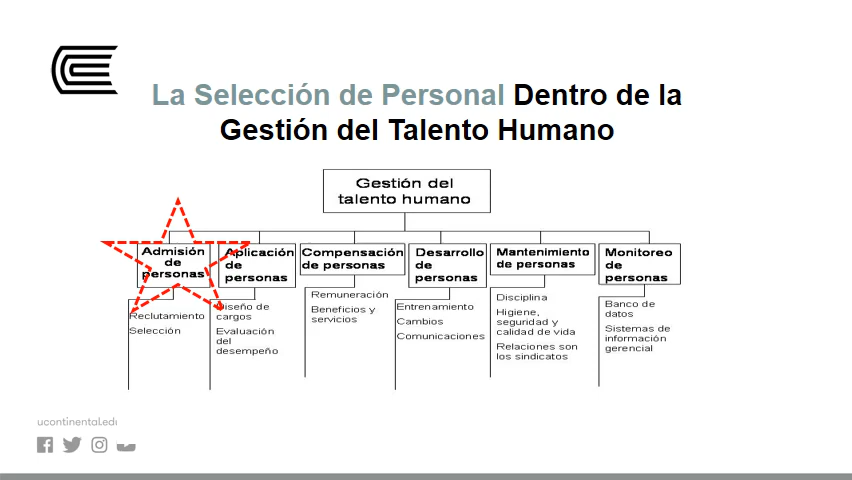 La Selección de Personal Dentro de la
Gestión del Talento Humano
Gestión del
talento humano
Admisión
de
personas
Reclutamiento
Selección
Aplicación
de
personas
Diseño de
cargos
Evaluación
del
desempeño
Compensación
de personas
Remuneración
Beneficios y
servicios
Desarrollo
de
personas
Entrenamiento
Cambios
Comunicaciones
Mantenimiento
de personas
Disciplina
Higiene,
seguridad y
calidad de vida
Relaciones son
los sindicatos
Monitoreo
de
personas
Banco de
datos
Sistemas de
información
gerencial
ucontinental.edu